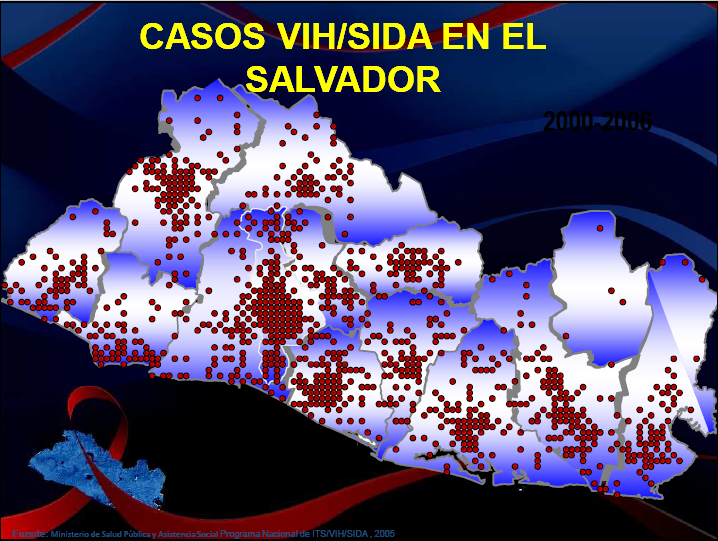 CASOS VIH/SIDA EN EL
SALVADOR
2000-2006
Fuente: Ministerio de Salud Pública y Asistencia Social Programa Nacional de ITS/VIH/SIDA , 2005